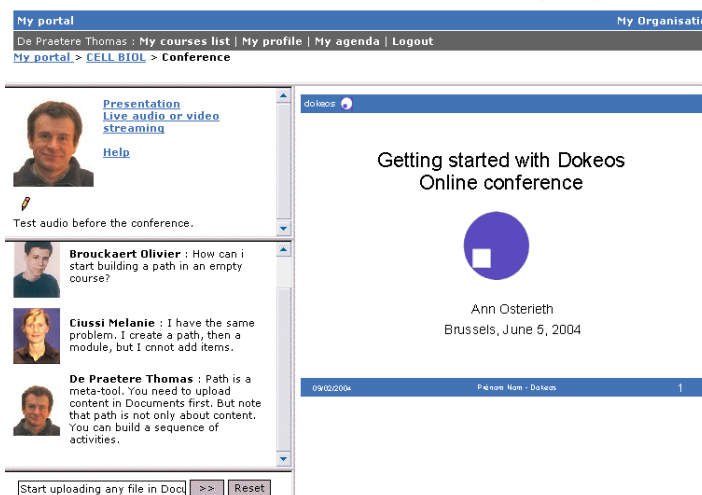 My portal My Organisati
De Praetere Thomas : My courses list | My profile | My agenda | Logout
My portal > CELL BIOL > Conference
Presentation
Live audio or video
streaming
Help
Test audio before the conference.
Brouckaert Olivier : How can i
start building a path in an empty
course?
Ciussi Melanie : I have the same
problem. I create a path, then a
module, but I cnnot add items.
De Praetere Thomas : Path is a
meta-tool. You need to upload
content in Documents first. But note
that path is not only about content.
You can build a sequence of
activities.
Start uploading any file in Docu >> Reset
dokeos
Getting started with Dokeos
Online conference
Ann Osterieth
Brussels, June 5, 2004
09/02/2004 Prénom Nom - Dokeos 1